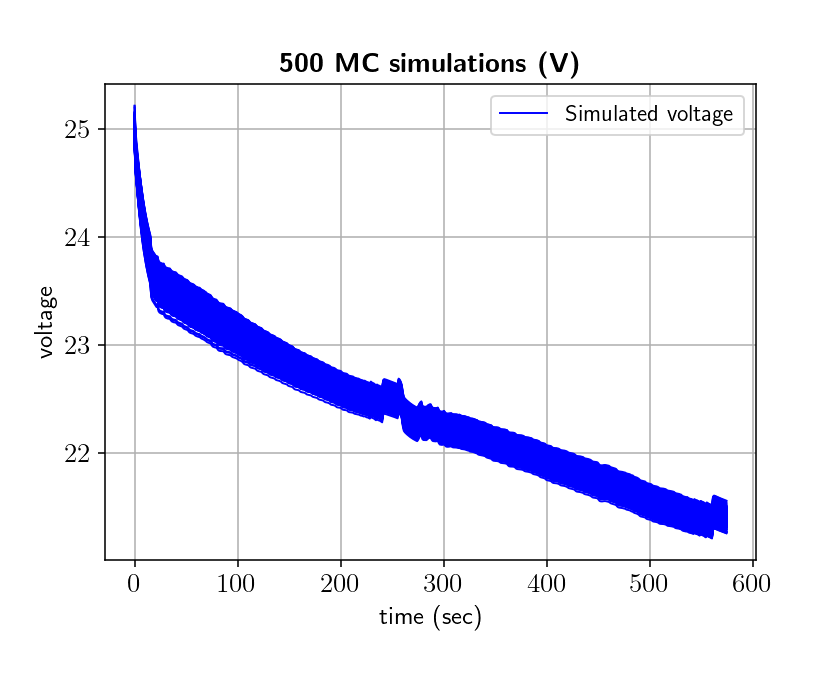 500 MC simulations (V)
Simulated voltage
25
24
23
22
voltage
0 100 200 300 400 500 600
time (sec)